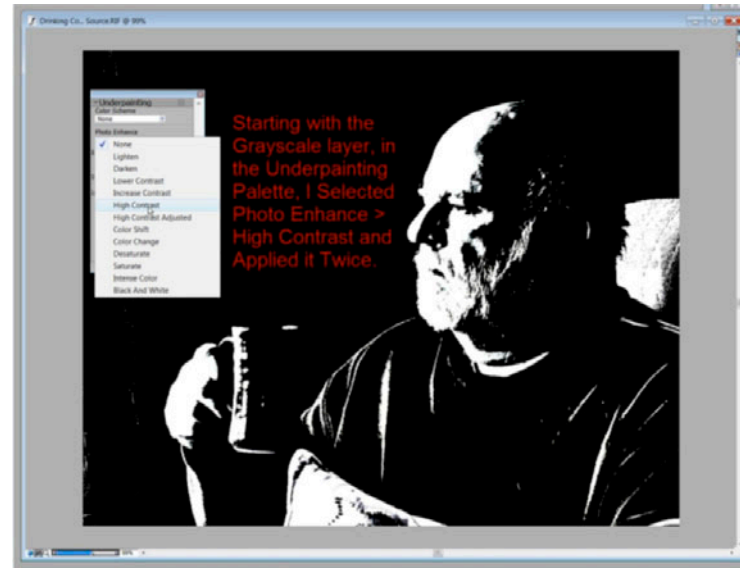 Drinking Co... Source.RIF @ 99%
Underpainting
Color Scheme
None
Photo Enhance
None
Lighten
Darken
Lower Contrast
Increase Contrast
High Contrast
High Contrast Adjusted
Color Shift
Color Change
Desaturate
Saturate
Intense Color
Black And White
Starting with the
Grayscale layer, in
the Underpainting
Palette, I Selected
Photo Enhance >
High Contrast and
Applied it Twice.
99%